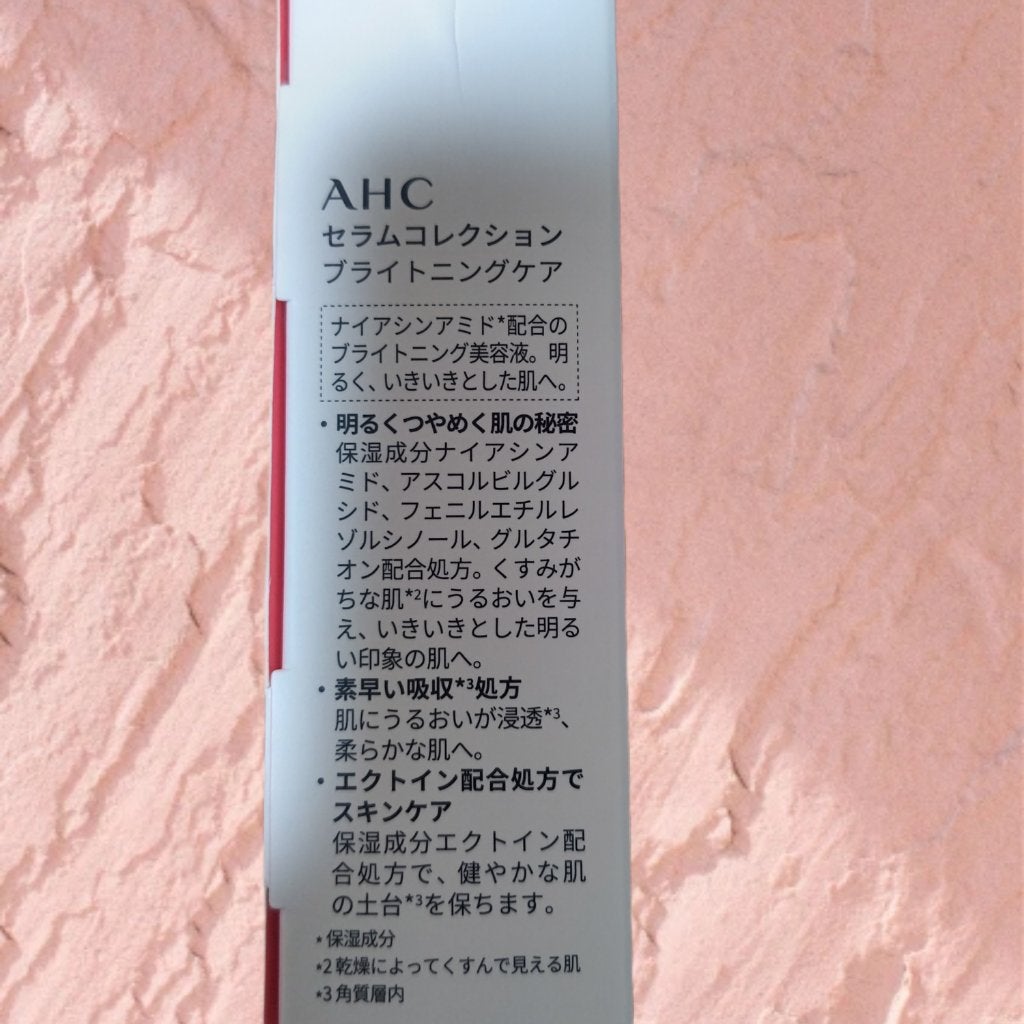 AHC
セラムコレクション
ブライトニングケア
ナイアシンアミド*配合の
ブライトニング美容液。明
るく、いきいきとした肌へ。
・明るくつやめく肌の秘密
保湿成分ナイアシンア
ミド、アスコルビルグル
シド、フェニルエチルレ
ゾルシノール、グルタチ
オン配合処方。くすみが
ちな肌*2にうるおいを与
え、いきいきとした明る
い印象の肌へ。
・素早い吸収*3処方
肌にうるおいが浸透*3、
柔らかな肌へ。
・エクトイン配合処方で
スキンケア
保湿成分エクトイン配
合処方で、健やかな肌
の土台*3を保ちます。
*保湿成分
*2 乾燥によってくすんで見える肌
*3 角質層内